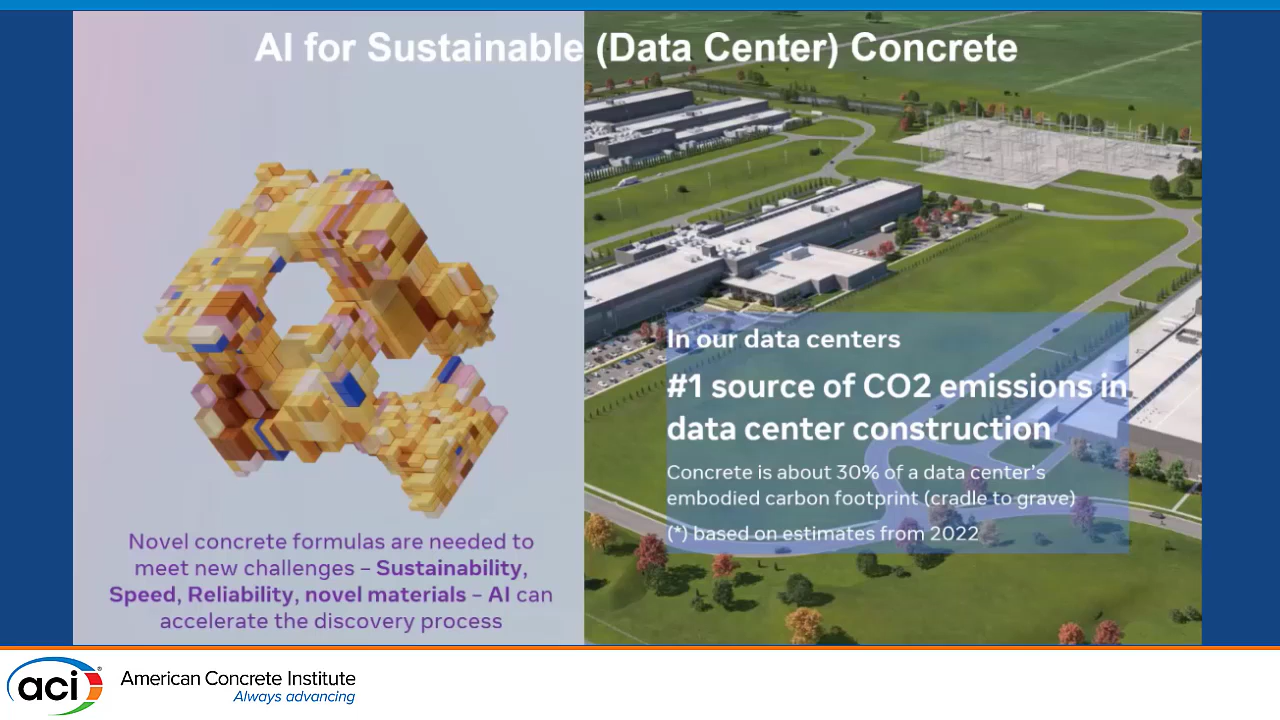 AI for Sustainable (Data Center) Concrete
In our data centers
#1 source of CO2 emissions in
data center construction
Concrete is about 30% of a data center's
embodied carbon footprint (cradle to grave)
(*) based on estimates from 2022
Novel concrete formulas are needed to
meet new challenges – Sustainability,
Speed, Reliability, novel materials – AI can
accelerate the discovery process
aci®
American Concrete Institute
Always advancing